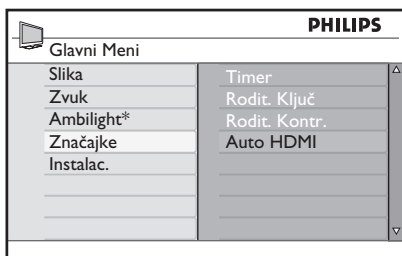 PHILIPS
Glavni Meni
Slika
Zvuk
Ambilight*
Značajke
Instalac.
Timer
Rodit. Ključ
Rodit. Kontr.
Auto HDMI